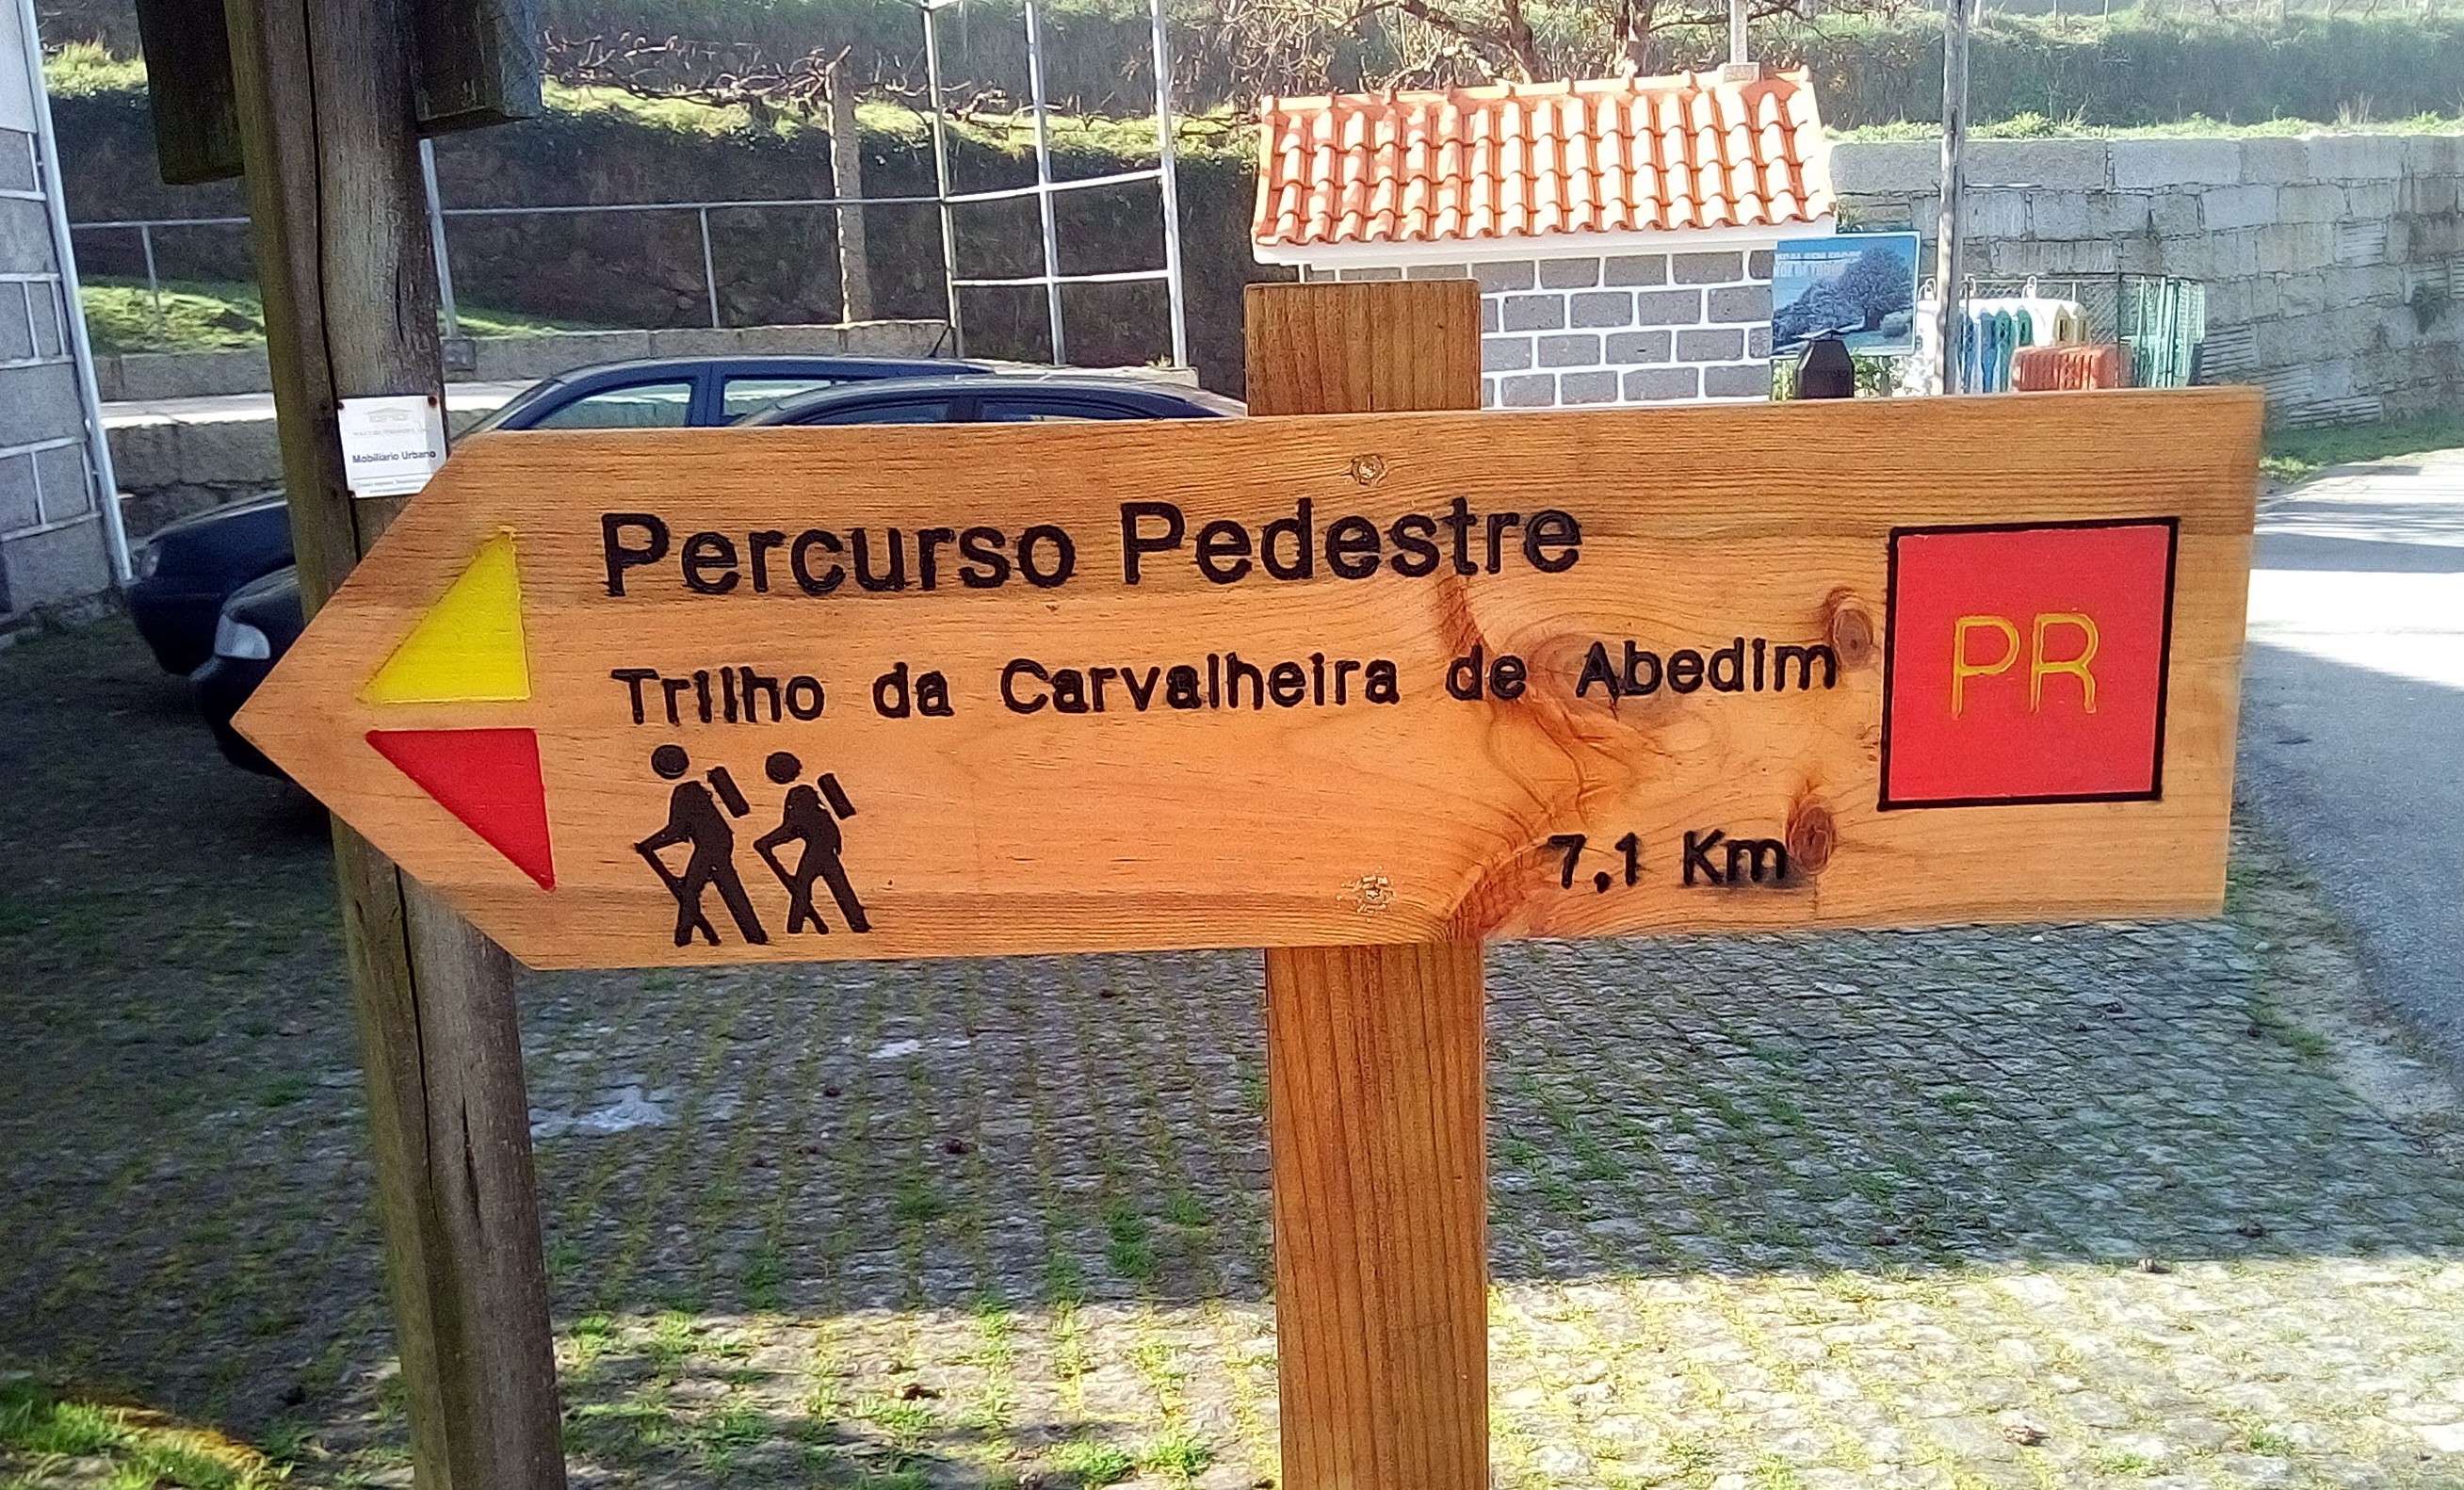 Percurso Pedestre
Trilho da Carvalheira de Abedim
7,1 Km
PR
Mobiliario Urbano